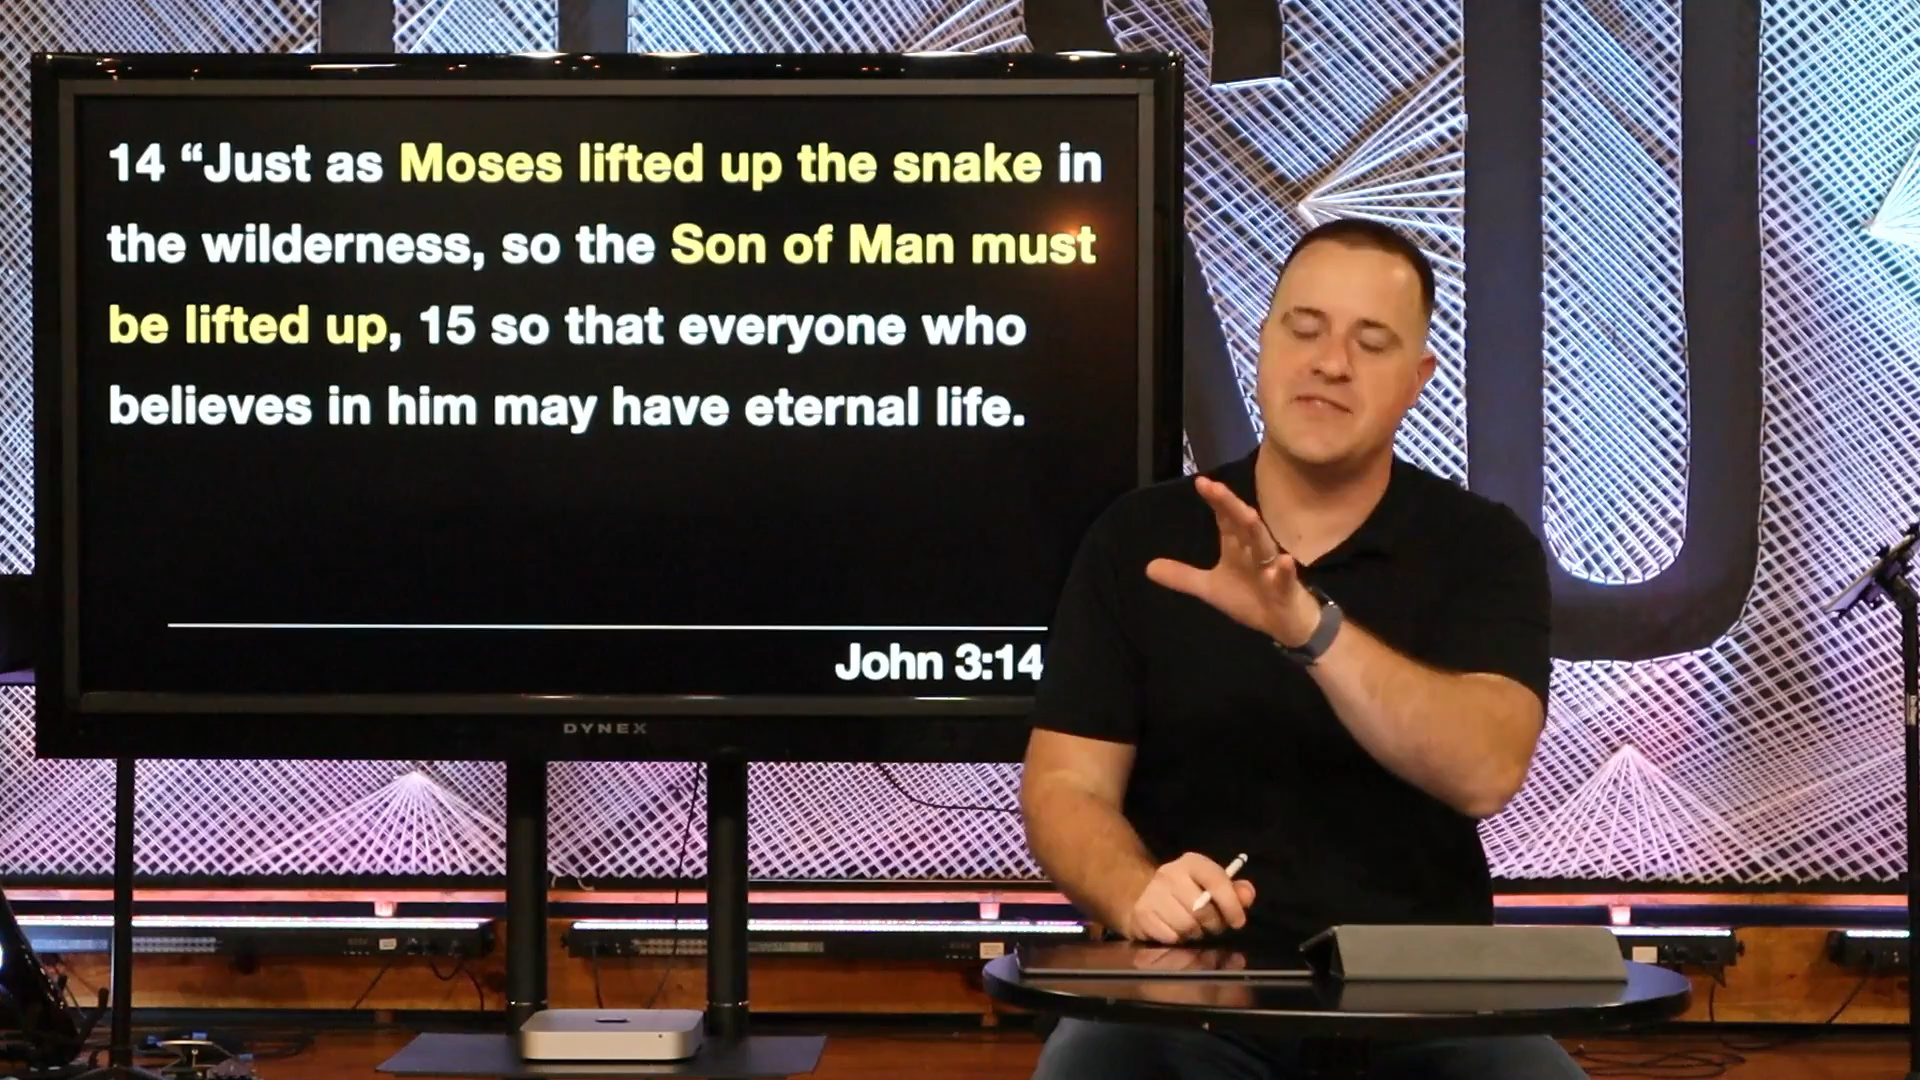 14 “Just as Moses lifted up the snake in
the wilderness, so the Son of Man must
be lifted up, 15 so that everyone who
believes in him may have eternal life.
John 3:14
DYNEX